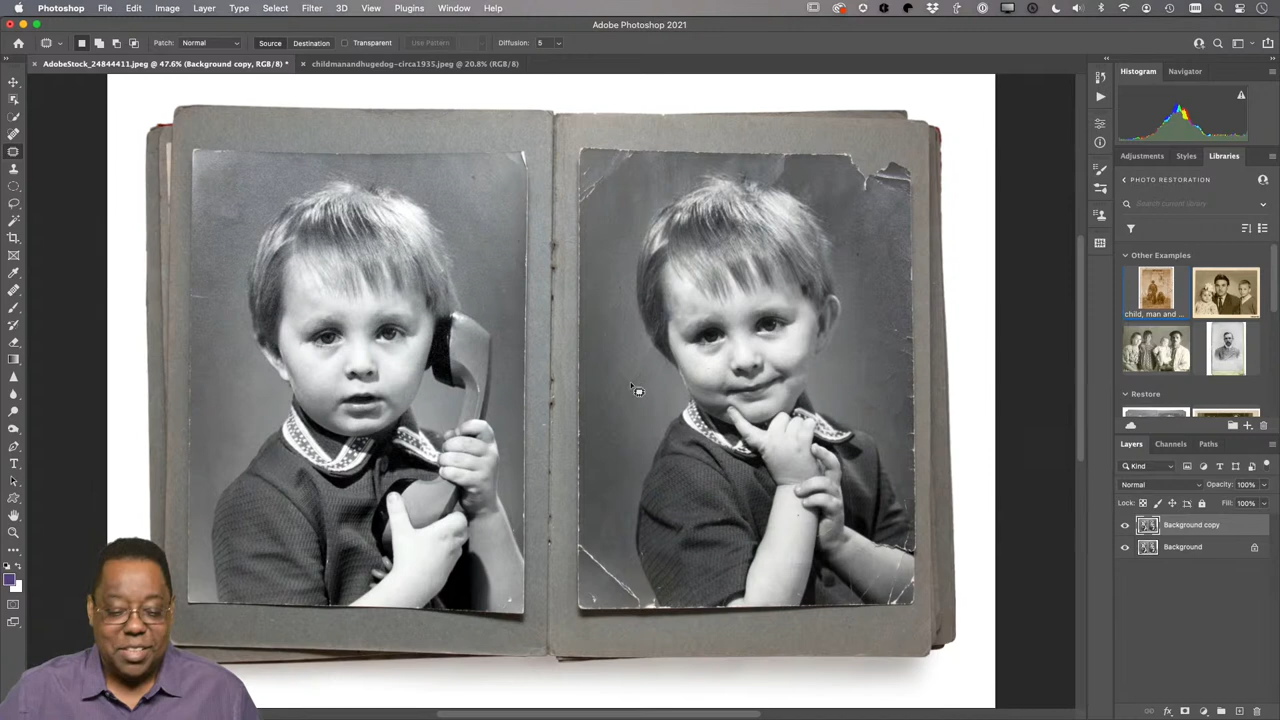 Photoshop File Edit Image Layer Type Select Filter 3D View Plugins Window Help
Adobe Photoshop 2021
Patch: Normal Source Destination Transparent Use Pattern Diffusion: 5
AdobeStock_24844411.jpeg @ 47.6% (Background copy, RGB/8) * childmanandhugedog-circa1935.jpeg @ 20.8% (RGB/8)
Histogram Navigator
Adjustments Styles Libraries
PHOTO RESTORATION
Search current library
Other Examples
child, man and ...
Restore
Layers Channels Paths
Kind
Normal Opacity: 100%
Lock: Fill: 100%
Background copy
Background